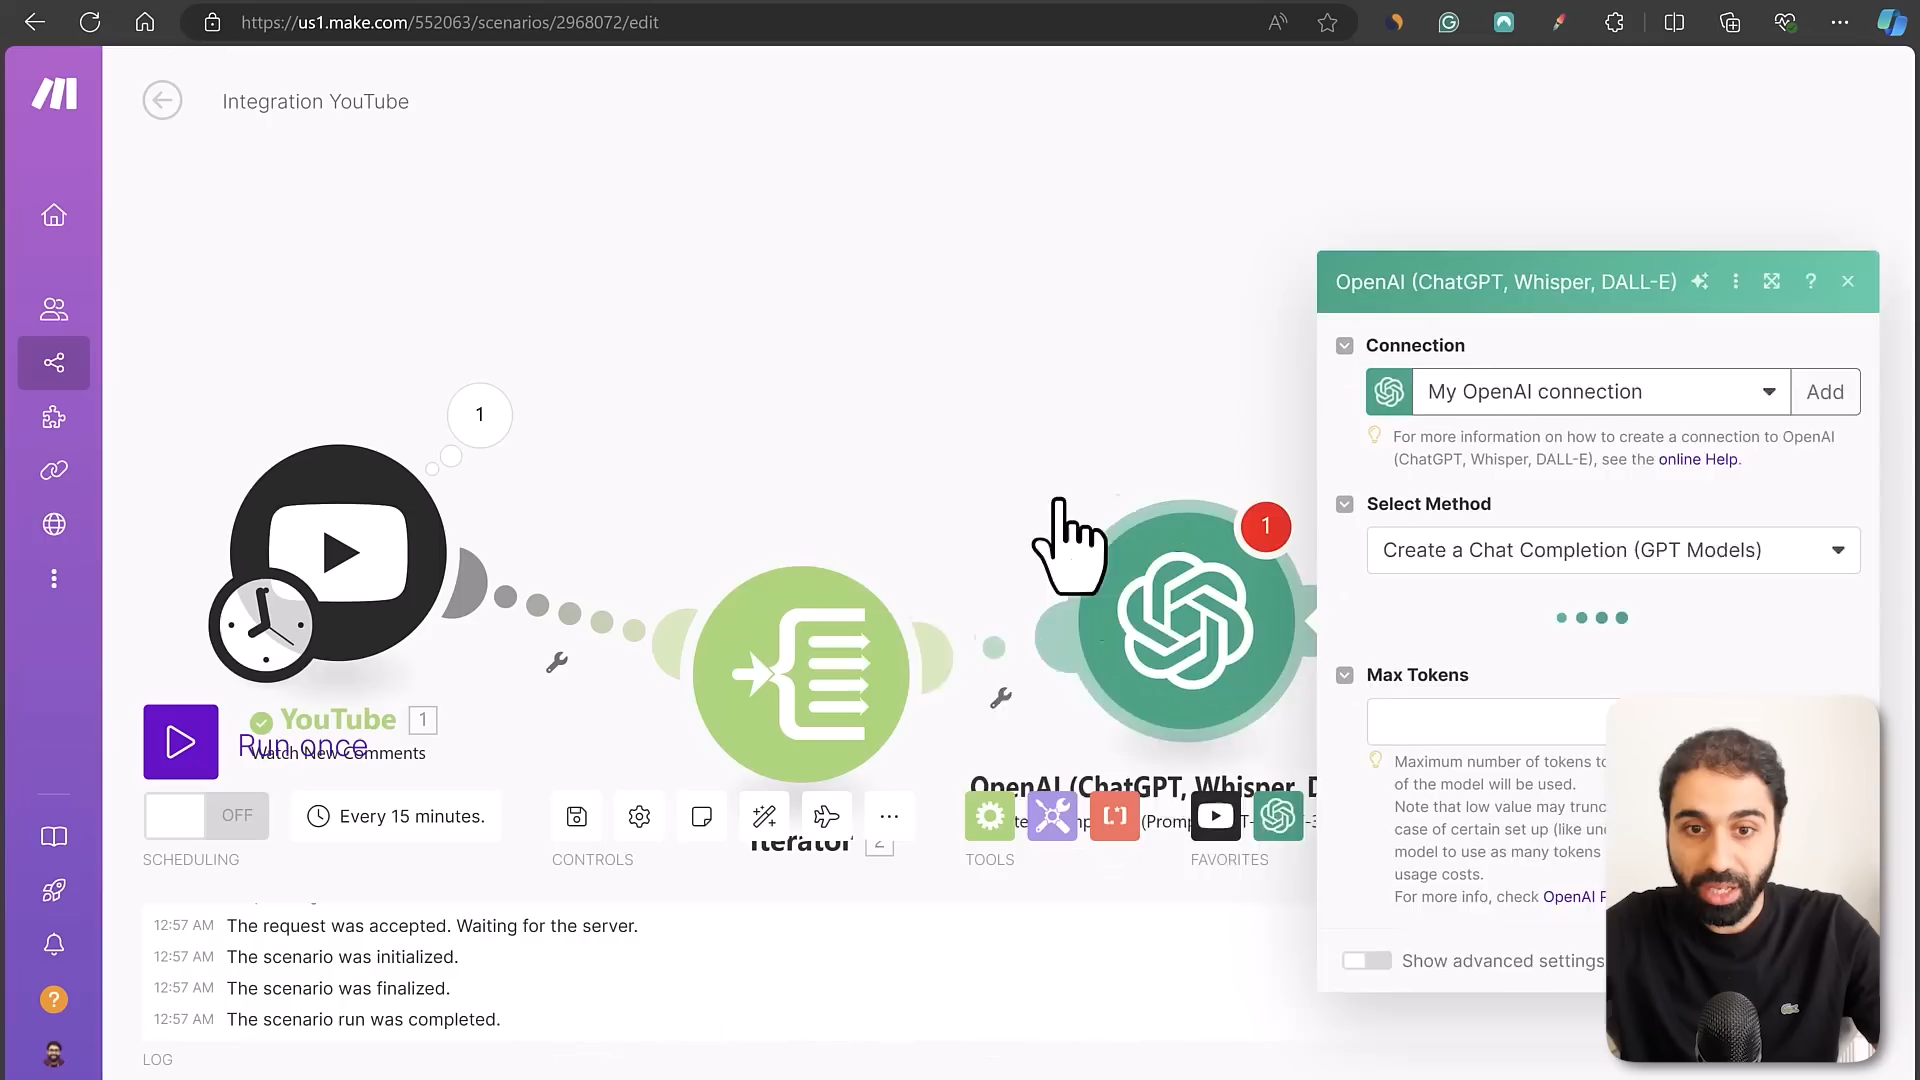 https://us1.make.com/552063/scenarios/2968072/edit
Integration YouTube
OpenAI (ChatGPT, Whisper, DALL-E)
Connection
My OpenAI connection
Add
For more information on how to create a connection to OpenAI
(ChatGPT, Whisper, DALL-E), see the online Help.
Select Method
Create a Chat Completion (GPT Models)
Max Tokens
Maximum number of tokens to
of the model will be used.
Note that low value may trunc
case of certain set up (like un
model to use as many tokens
usage costs.
For more info, check OpenAI P
Show advanced settings
1
1
YouTube 1
Run once
Watch New Comments
OpenAI (ChatGPT, Whisper, D
(Promp
Iterator 2
OFF
Every 15 minutes.
SCHEDULING
CONTROLS
TOOLS
FAVORITES
12:57 AM The request was accepted. Waiting for the server.
12:57 AM The scenario was initialized.
12:57 AM The scenario was finalized.
12:57 AM The scenario run was completed.
LOG